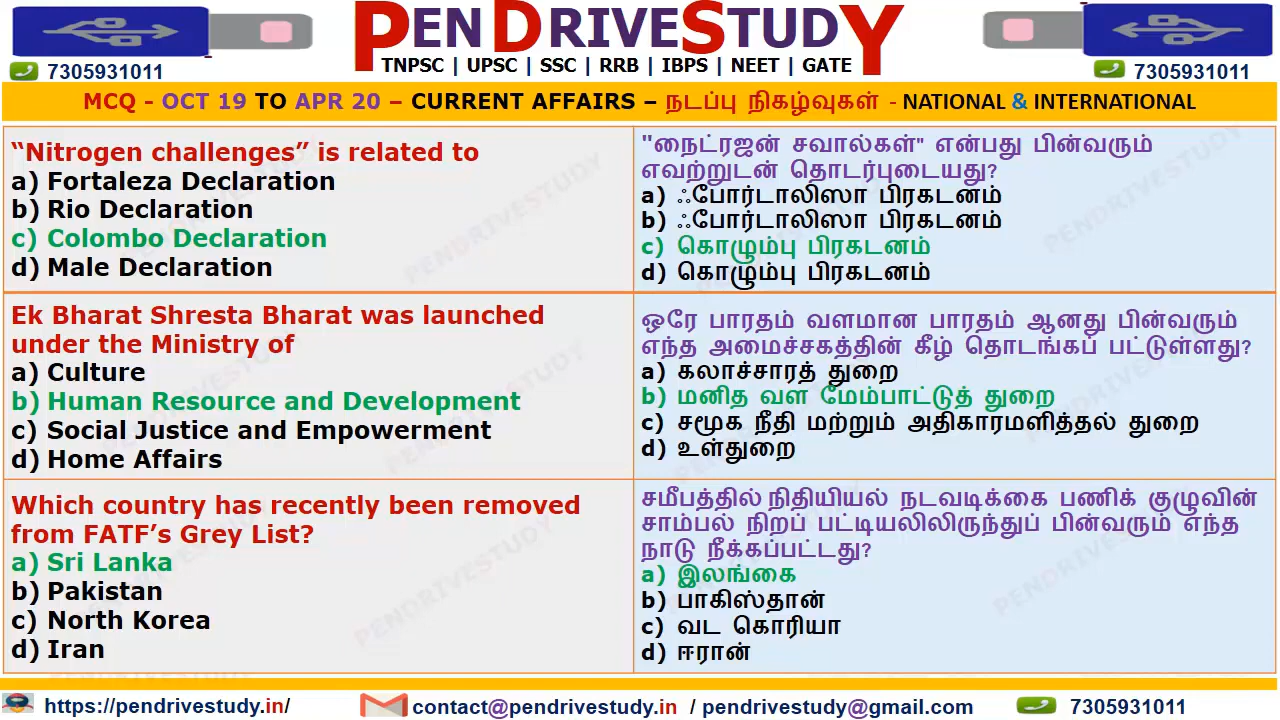 PENDRIVESTUDY
7305931011
TNPSC | UPSC | SSC | RRB | IBPS | NEET | GATE
7305931011
MCQ - OCT 19 TO APR 20 – CURRENT AFFAIRS – நடப்பு நிகழ்வுகள் - NATIONAL & INTERNATIONAL
“Nitrogen challenges” is related to
a) Fortaleza Declaration
b) Rio Declaration
c) Colombo Declaration
d) Male Declaration
"நைட்ரஜன் சவால்கள்" என்பது பின்வரும்
எவற்றுடன் தொடர்புடையது?
a) ஃபோர்டாலிஸா பிரகடனம்
b) ஃபோர்டாலிஸா பிரகடனம்
c) கொழும்பு பிரகடனம்
d) கொழும்பு பிரகடனம்
Ek Bharat Shresta Bharat was launched
under the Ministry of
a) Culture
b) Human Resource and Development
c) Social Justice and Empowerment
d) Home Affairs
ஒரே பாரதம் வளமான பாரதம் ஆனது பின்வரும்
எந்த அமைச்சகத்தின் கீழ் தொடங்கப் பட்டுள்ளது?
a) கலாச்சாரத் துறை
b) மனித வள மேம்பாட்டுத் துறை
c) சமூக நீதி மற்றும் அதிகாரமளித்தல் துறை
d) உள்துறை
Which country has recently been removed
from FATF’s Grey List?
a) Sri Lanka
b) Pakistan
c) North Korea
d) Iran
சமீபத்தில் நிதியியல் நடவடிக்கை பணிக் குழுவின்
சாம்பல் நிறப் பட்டியலிலிருந்துப் பின்வரும் எந்த
நாடு நீக்கப்பட்டது?
a) இலங்கை
b) பாகிஸ்தான்
c) வட கொரியா
d) ஈரான்
https://pendrivestudy.in/
contact@pendrivestudy.in / pendrivestudy@gmail.com
7305931011